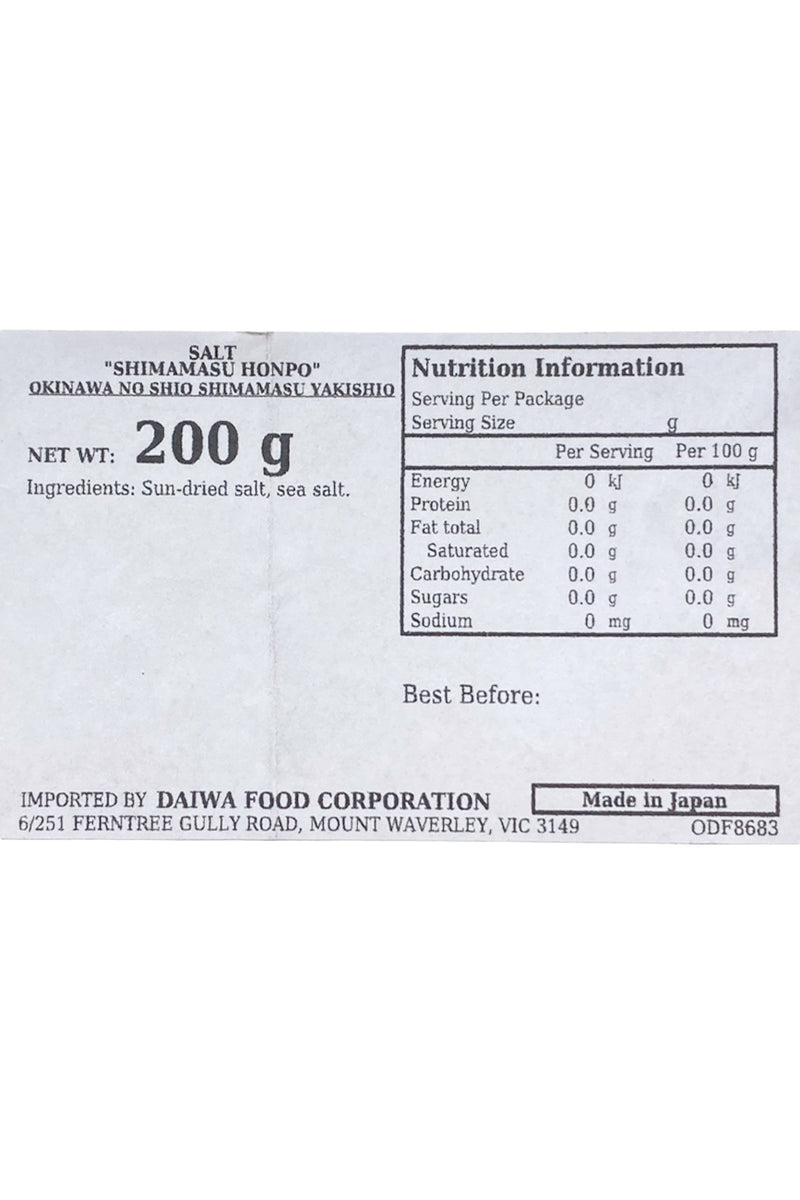 SALT
"SHIMAMASU HONPO"
OKINAWA NO SHIO SHIMAMASU YAKISHIO
NET WT: 200 g
Ingredients: Sun-dried salt, sea salt.
Nutrition Information
Serving Per Package
Serving Size g
Per Serving Per 100 g
Energy 0 kJ 0 kJ
Protein 0.0 g 0.0 g
Fat total 0.0 g 0.0 g
Saturated 0.0 g 0.0 g
Carbohydrate 0.0 g 0.0 g
Sugars 0.0 g 0.0 g
Sodium 0 mg 0 mg
Best Before:
IMPORTED BY DAIWA FOOD CORPORATION
6/251 FERNTREE GULLY ROAD, MOUNT WAVERLEY, VIC 3149
Made in Japan
ODF8683